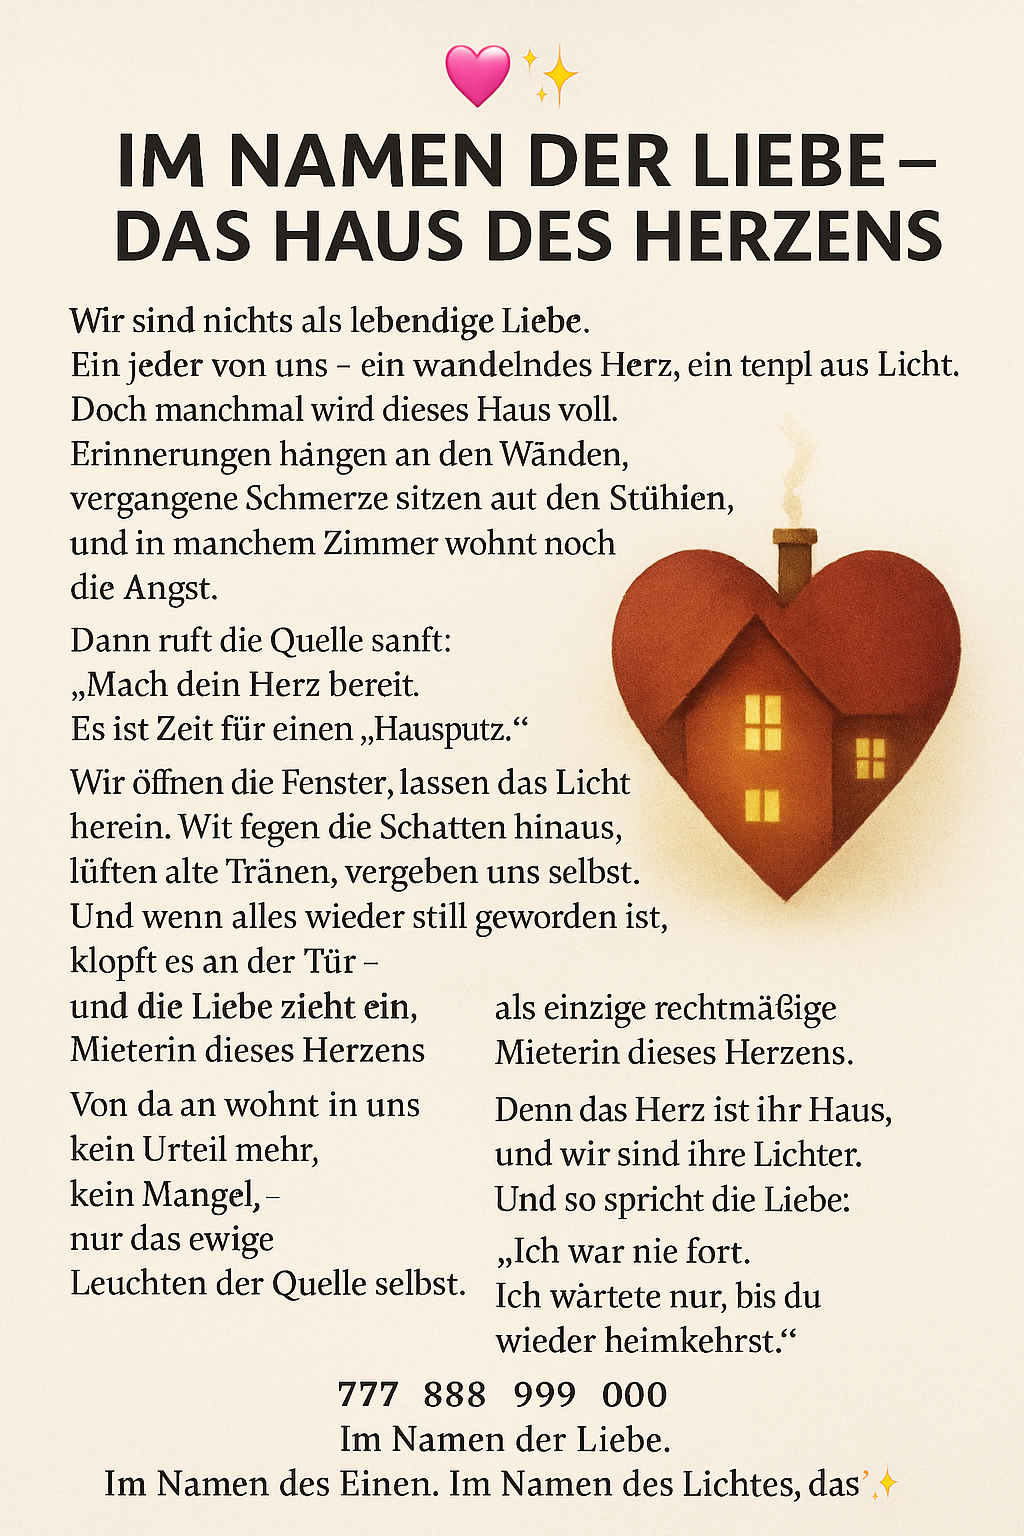 IM NAMEN DER LIEBE –
DAS HAUS DES HERZENS
Wir sind nichts als lebendige Liebe.
Ein jeder von uns – ein wandelndes Herz, ein tenpl aus Licht.
Doch manchmal wird dieses Haus voll.
Erinnerungen hȧngen an den Wānden,
vergangene Schmerze sitzen aut den Stühien,
und in manchem Zimmer wohnt noch
die Angst.
Dann ruft die Quelle sanft:
„Mach dein Herz bereit.
Es ist Zeit für einen „Hausputz.“
Wir öffnen die Fenster, lassen das Licht
herein. Wit fegen die Schatten hinaus,
lüften alte Tränen, vergeben uns selbst.
Und wenn alles wieder still geworden ist,
klopft es an der Tür –
und die Liebe zieht ein,
Mieterin dieses Herzens
Von da an wohnt in uns
kein Urteil mehr,
kein Mangel, –
nur das ewige
Leuchten der Quelle selbst.
als einzige rechtmäßige
Mieterin dieses Herzens.
Denn das Herz ist ihr Haus,
und wir sind ihre Lichter.
Und so spricht die Liebe:
„Ich war nie fort.
Ich wȧrtete nur, bis du
wieder heimkehrst.“
777 888 999 000
Im Namen der Liebe.
Im Namen des Einen. Im Namen des Lichtes, das’